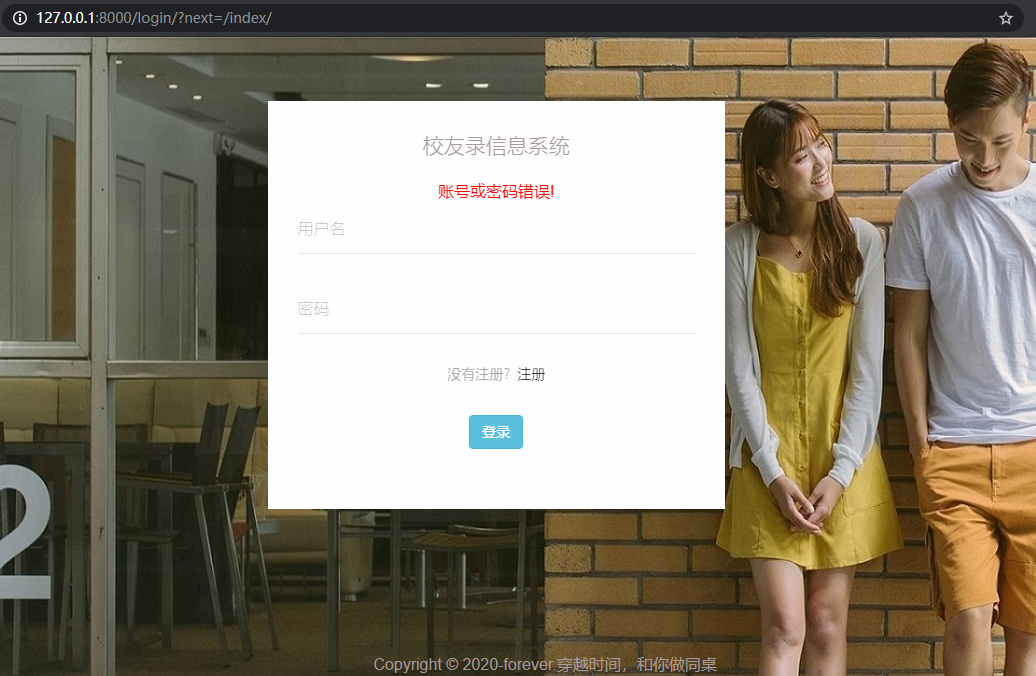 127.0.0.1:8000/login/?next=/index/
校友录信息系统
账号或密码错误!
用户名
密码
没有注册? 注册
登录
2
Copyright © 2020-forever 穿越时间，和你做同桌